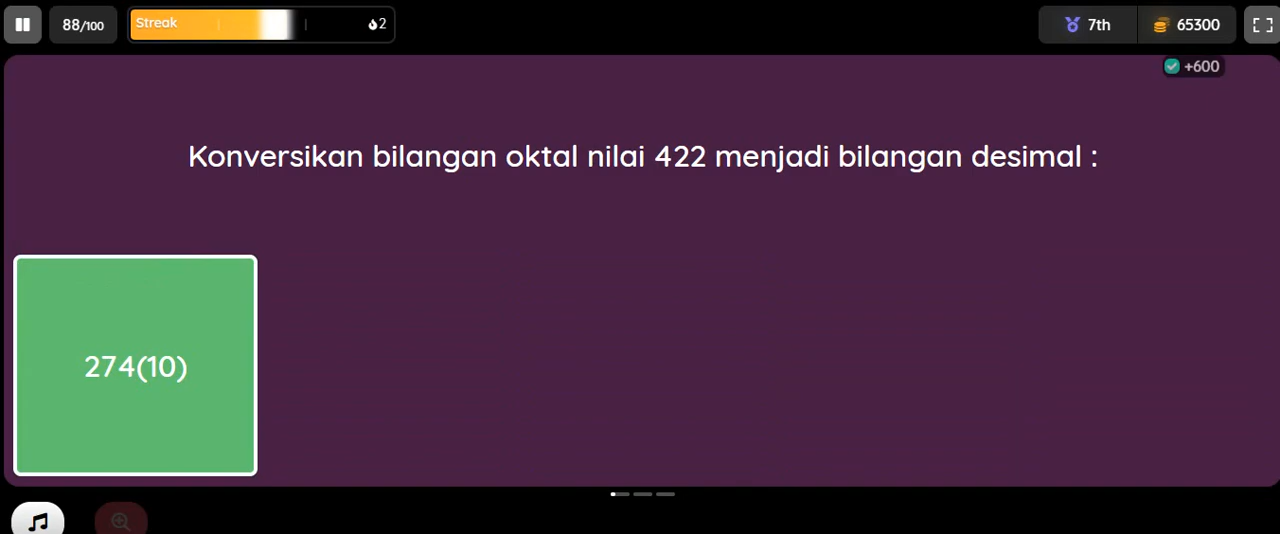 88/100
Streak
2
7th
65300
+600
Konversikan bilangan oktal nilai 422 menjadi bilangan desimal :
274(10)